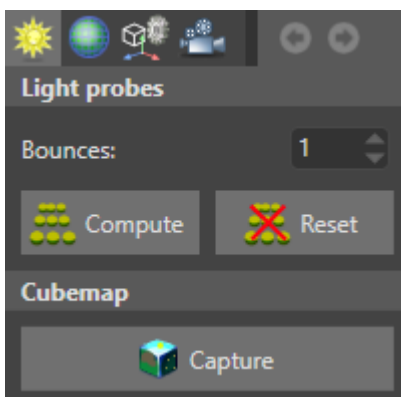 Light probes
Bounces: 1
Compute Reset
Cubemap
Capture